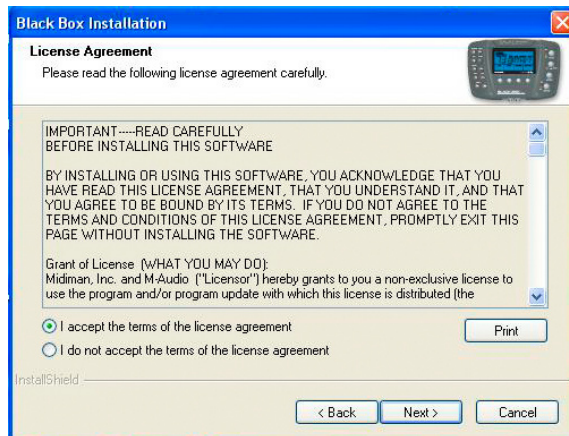 Black Box Installation
License Agreement
Please read the following license agreement carefully.
IMPORTANT-----READ CAREFULLY
BEFORE INSTALLING THIS SOFTWARE
BY INSTALLING OR USING THIS SOFTWARE, YOU ACKNOWLEDGE THAT YOU
HAVE READ THIS LICENSE AGREEMENT, THAT YOU UNDERSTAND IT, AND THAT
YOU AGREE TO BE BOUND BY ITS TERMS. IF YOU DO NOT AGREE TO THE
TERMS AND CONDITIONS OF THIS LICENSE AGREEMENT, PROMPTLY EXIT THIS
PAGE WITHOUT INSTALLING THE SOFTWARE.
Grant of License (WHAT YOU MAY DO):
Midiman, Inc. and M-Audio ("Licensor") hereby grants to you a non-exclusive license to
use the program and/or program update with which this license is distributed (the
I accept the terms of the license agreement
Print
I do not accept the terms of the license agreement
InstallShield
< Back
Next >
Cancel